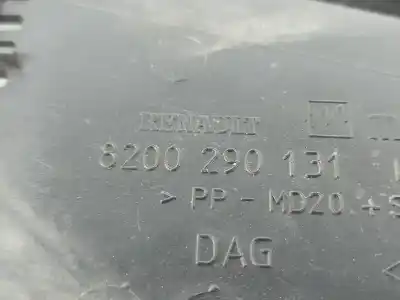 RENAULT
8200 290 131
> PP - MD20 + S
DAG